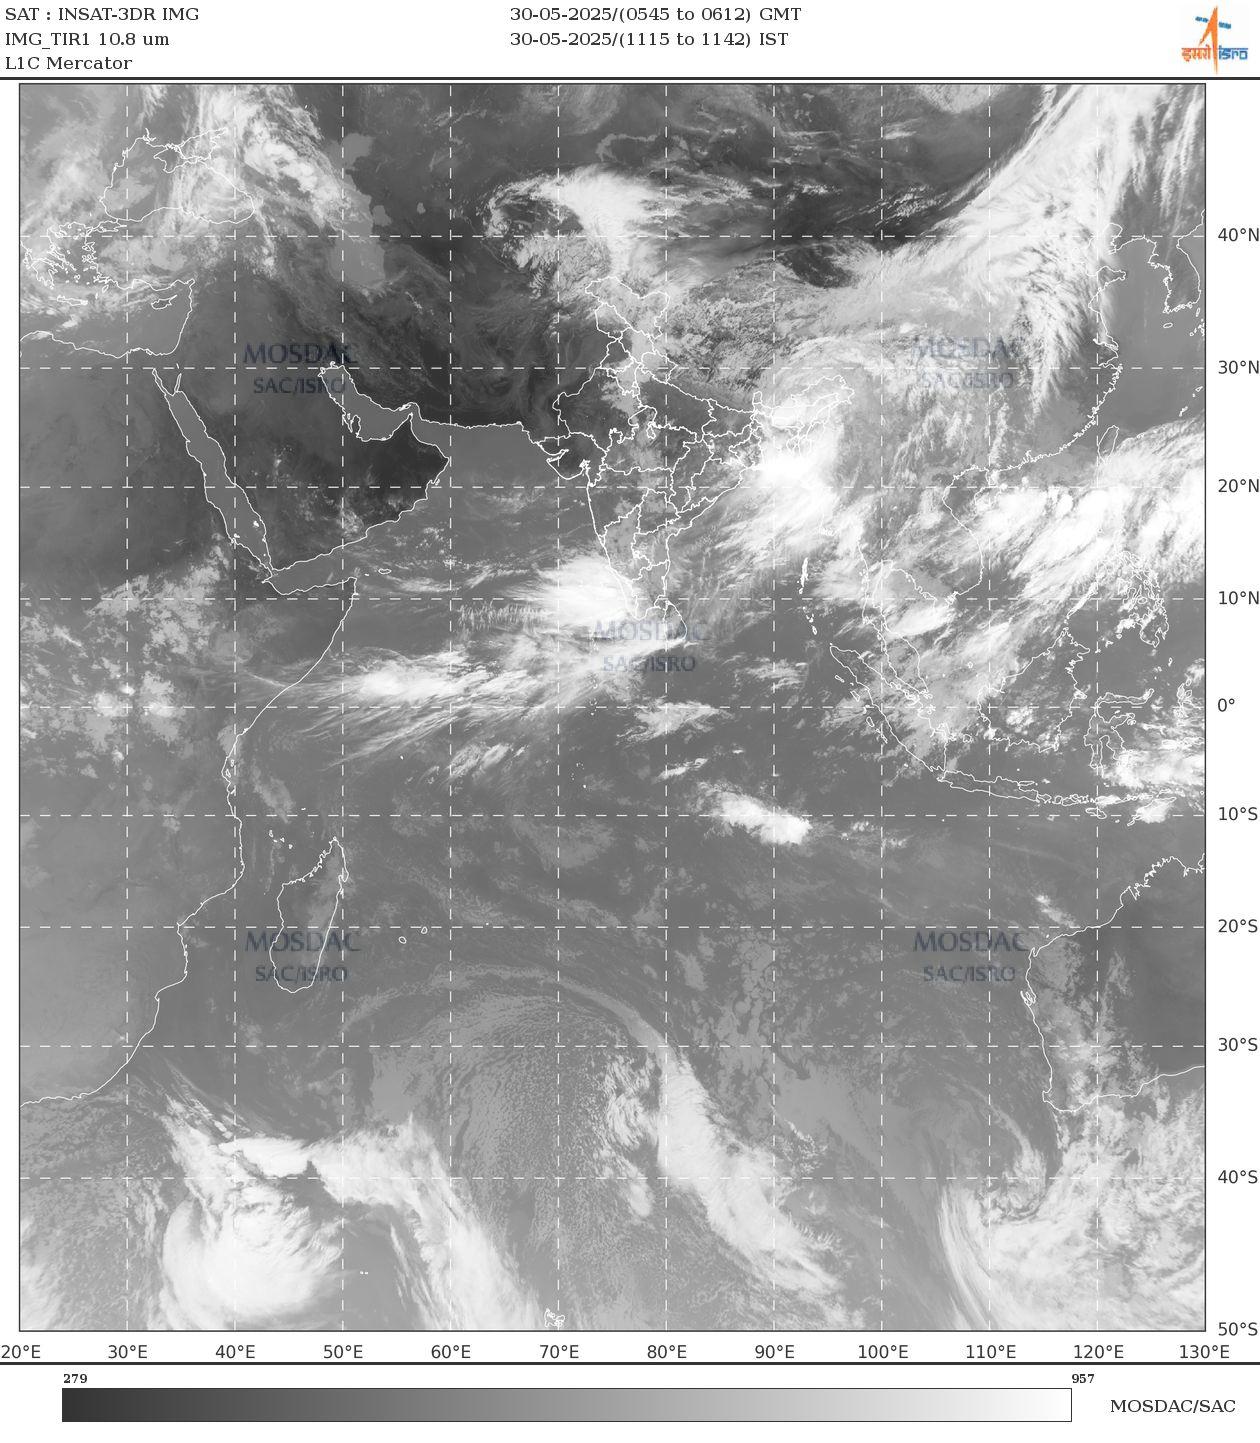 SAT : INSAT-3DR IMG
30-05-2025/(0545 to 0612) GMT
IMG_TIR1 10.8 um
30-05-2025/(1115 to 1142) IST
L1C Mercator
इसरो isro
40°N
MOSDAC
SAC/ISRO
MOSDAC
SAC/ISRO
30°N
20°N
10°N
MOSDAC
SAC/ISRO
0°
10°S
20°S
MOSDAC
SAC/ISRO
MOSDAC
SAC/ISRO
30°S
40°S
50°S
20°E 30°E 40°E 50°E 60°E 70°E 80°E 90°E 100°E 110°E 120°E 130°E
279
957
MOSDAC/SAC